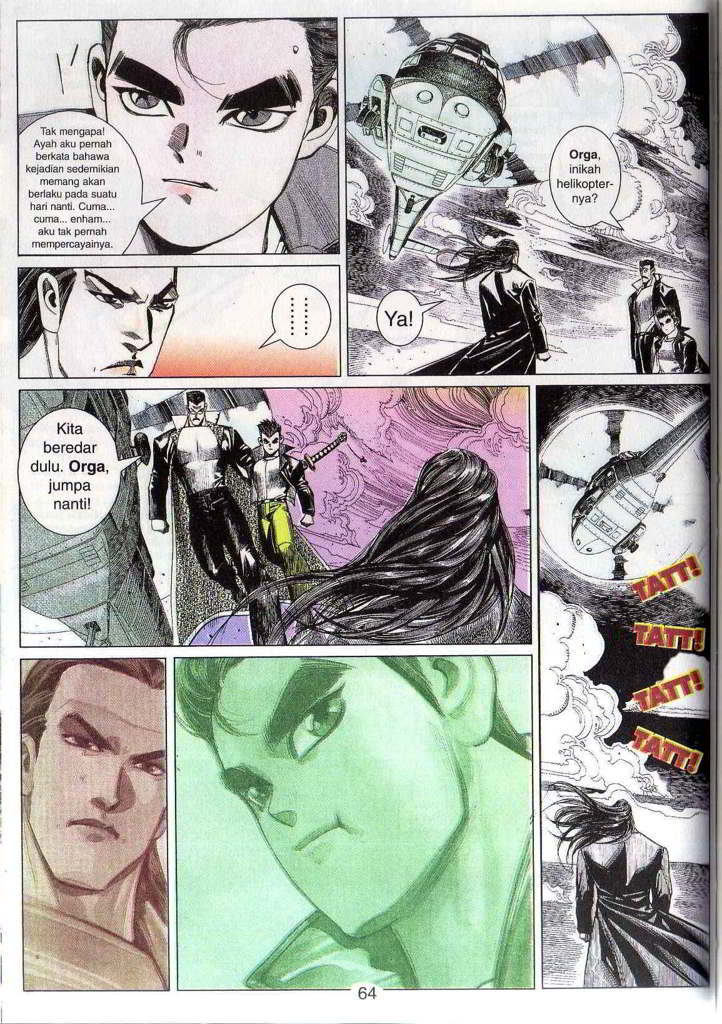 Tak mengapa!
Ayah aku pernah
berkata bahawa
kejadian sedemikian
memang akan
berlaku pada suatu
hari nanti. Cuma...
cuma... enham...
aku tak pernah
mempercayainya.
Orga,
inikah
helikopter-
nya?
Ya!
Kita
beredar
dulu. Orga,
jumpa
nanti!
TATT!
TATT!
TATT!
TATT!
64